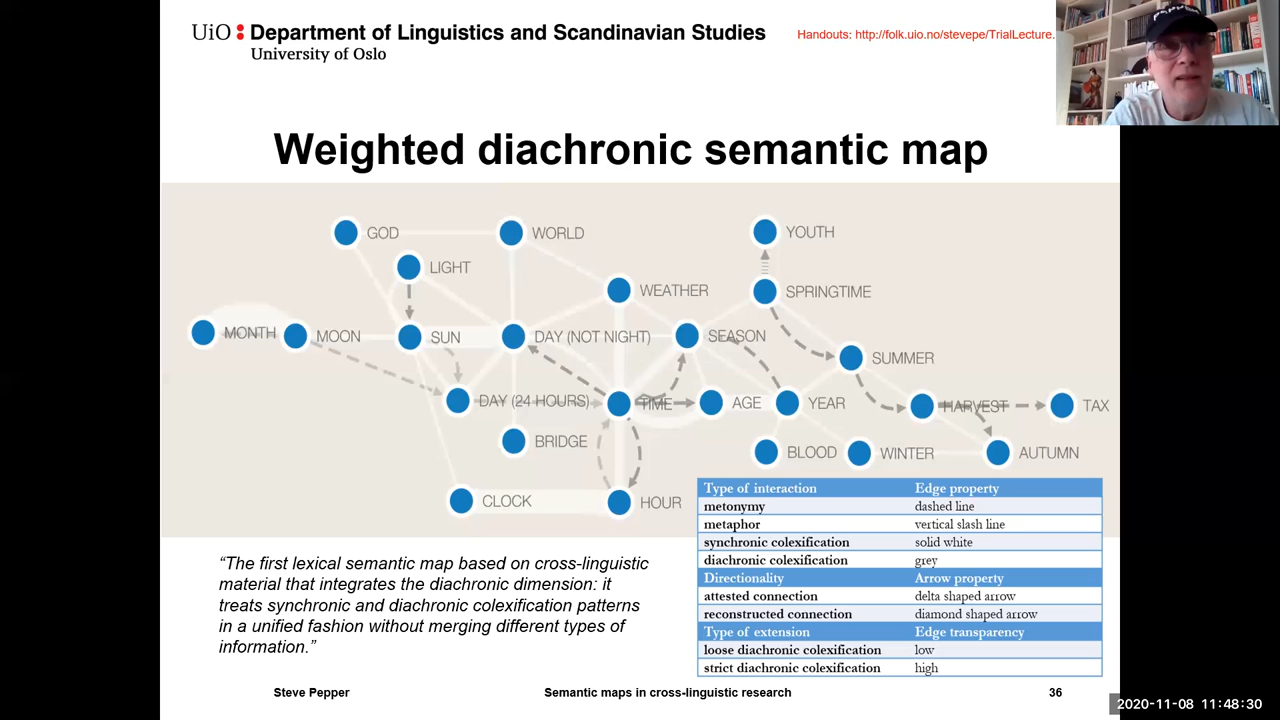 UiO : Department of Linguistics and Scandinavian Studies
University of Oslo
Handouts: http://folk.uio.no/stevepe/TrialLecture.
Weighted diachronic semantic map
GOD
WORLD
YOUTH
LIGHT
WEATHER
SPRINGTIME
MONTH
MOON
SUN
DAY (NOT NIGHT)
SEASON
SUMMER
DAY (24 HOURS)
TIME
AGE
YEAR
HARVEST
TAX
BRIDGE
BLOOD
WINTER
AUTUMN
CLOCK
HOUR
Type of interaction Edge property
metonymy dashed line
metaphor vertical slash line
synchronic colexification solid white
diachronic colexification grey
Directionality Arrow property
attested connection delta shaped arrow
reconstructed connection diamond shaped arrow
Type of extension Edge transparency
loose diachronic colexification low
strict diachronic colexification high
“The first lexical semantic map based on cross-linguistic
material that integrates the diachronic dimension: it
treats synchronic and diachronic colexification patterns
in a unified fashion without merging different types of
information.”
Steve Pepper Semantic maps in cross-linguistic research 36
2020-11-08 11:48:30